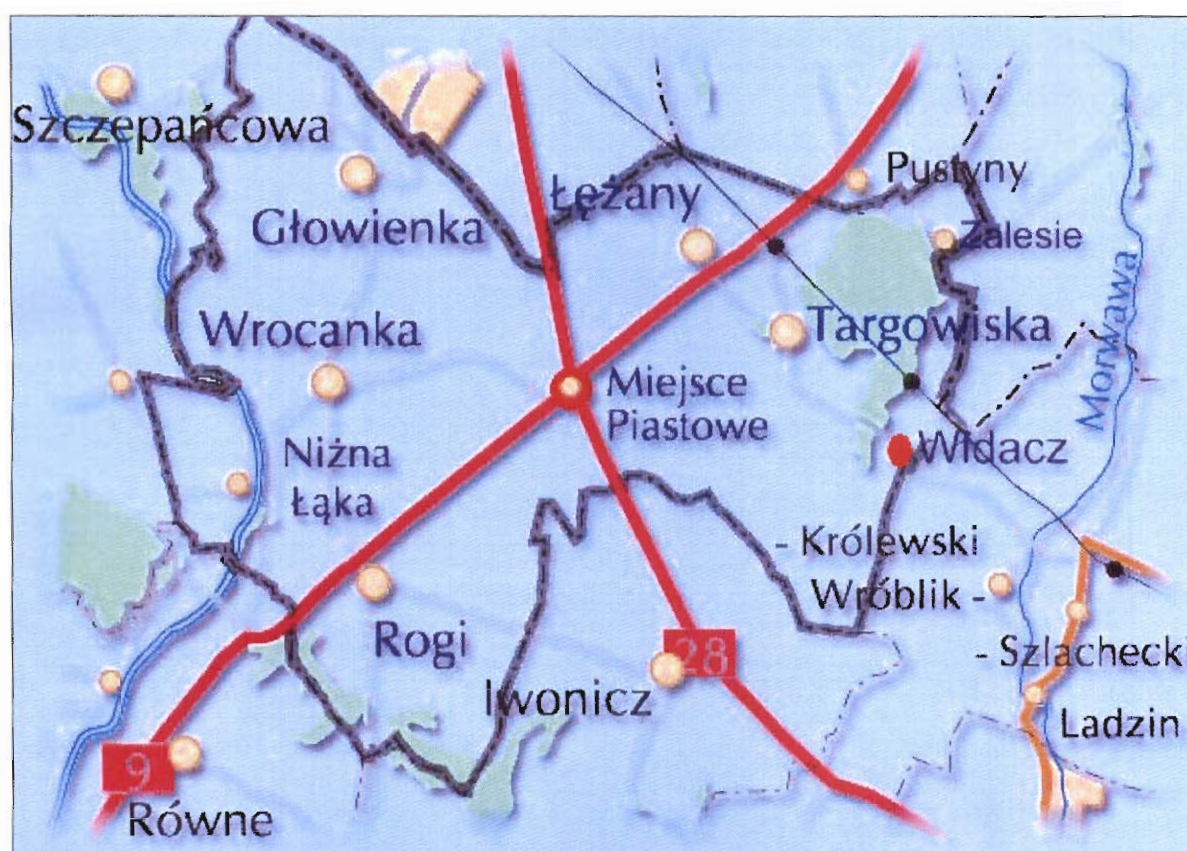 Szczepańcowa
Głowienka
Łężany
Pustyny
Zalesie
Wrocanka
Targowiska
Morwawa
Miejsce
Piastowe
Niżna
Łąka
Widacz
- Królewski
Wróblik -
- Szlachecki
Rogi
28
Iwonicz
Ladzin
9
Równe